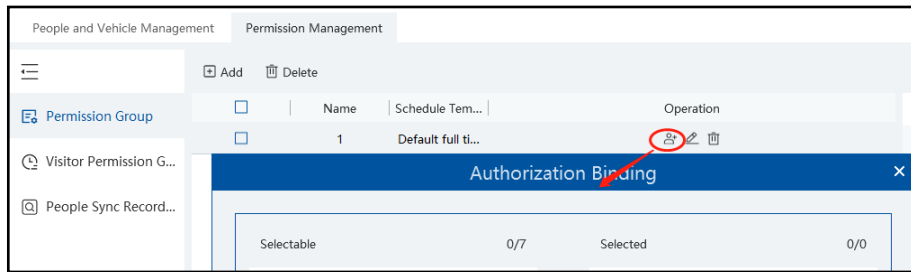 People and Vehicle Management Permission Management
Add Delete
Name Schedule Tem... Operation
Permission Group
1 Default full ti...
Visitor Permission G...
Authorization Binding
People Sync Record...
Selectable 0/7 Selected 0/0